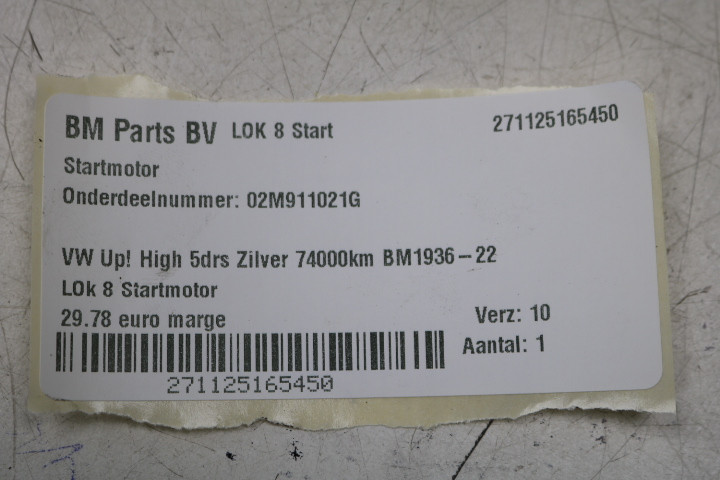 BM Parts BV LOK 8 Start 271125165450
Startmotor
Onderdeelnummer: 02M911021G
VW Up! High 5drs Zilver 74000km BM1936-22
LOk 8 Startmotor
29.78 euro marge Verz: 10
Aantal: 1
271125165450